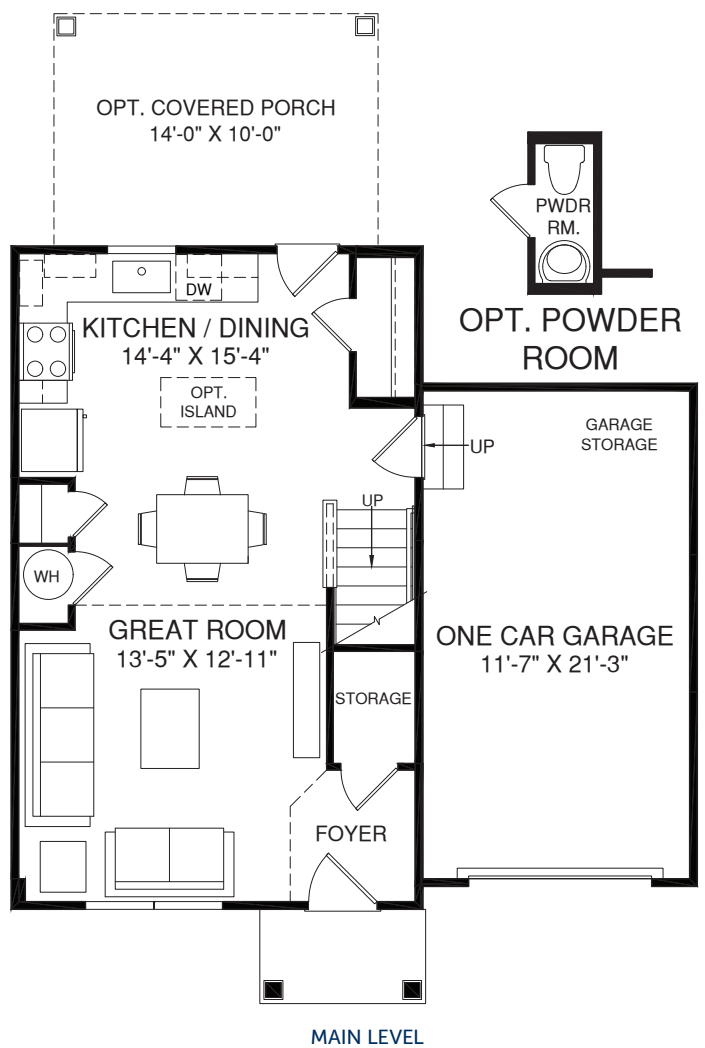 OPT. COVERED PORCH
14'-0" X 10'-0"
PWDR
RM.
OPT. POWDER
ROOM
DW
KITCHEN / DINING
14'-4" X 15'-4"
OPT.
ISLAND
GARAGE
STORAGE
UP
UP
WH
GREAT ROOM
13'-5" X 12'-11"
N
ONE CAR GARAGE
11'-7" X 21'-3"
STORAGE
FOYER
MAIN LEVEL